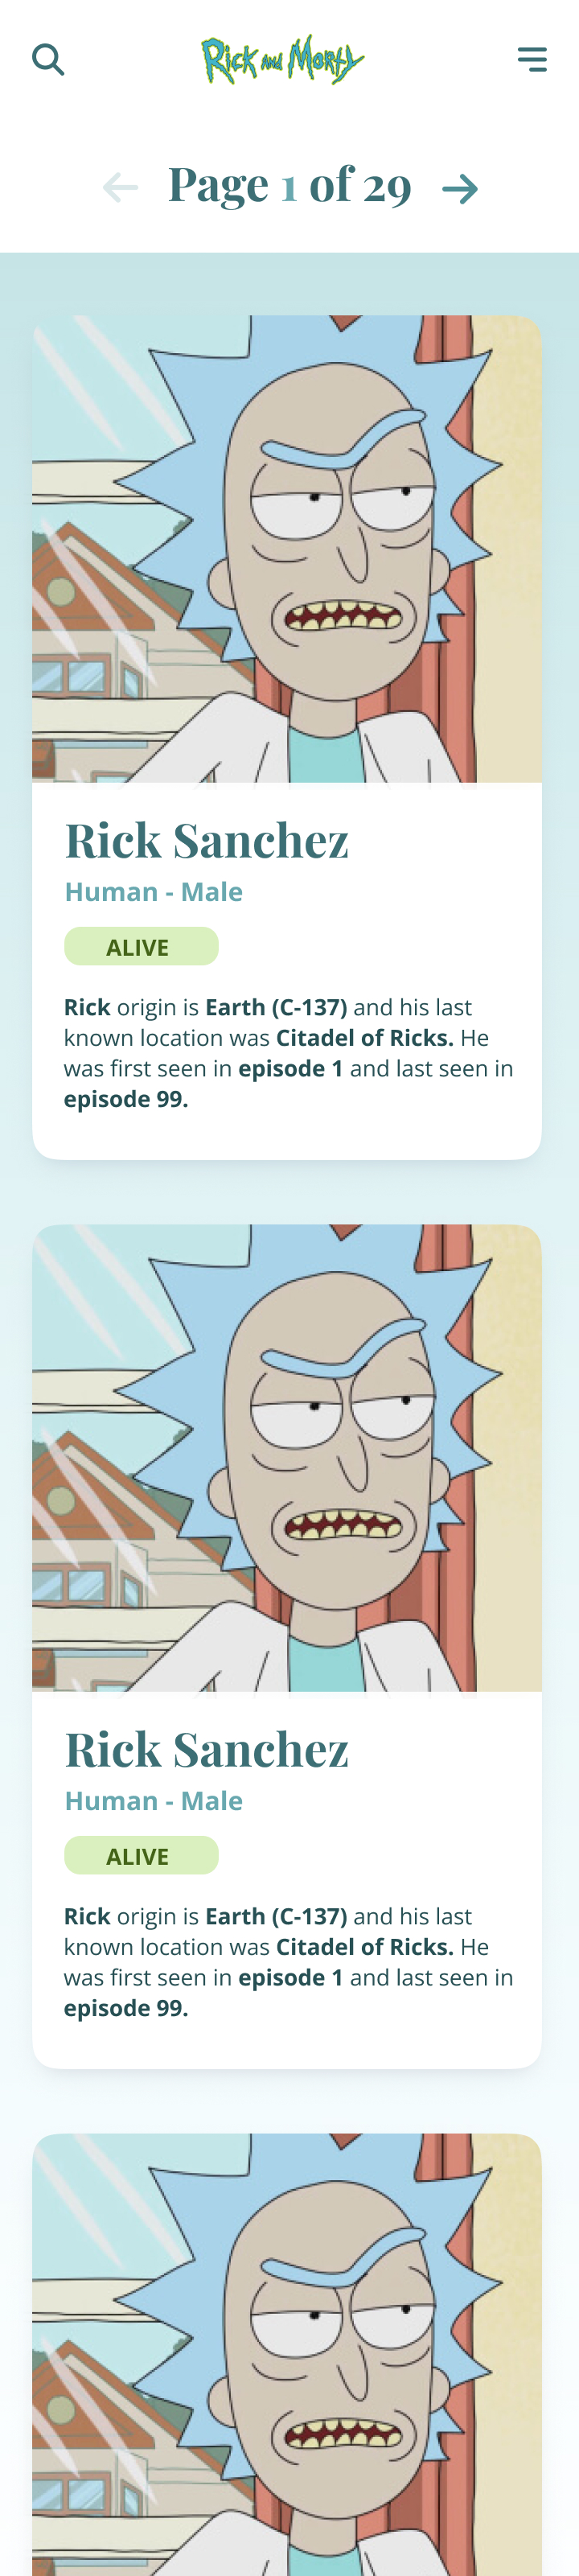 Rick and Morty
Page 1 of 29
Rick Sanchez
Human - Male
ALIVE
Rick origin is Earth (C-137) and his last
known location was Citadel of Ricks. He
was first seen in episode 1 and last seen in
episode 99.
Rick Sanchez
Human - Male
ALIVE
Rick origin is Earth (C-137) and his last
known location was Citadel of Ricks. He
was first seen in episode 1 and last seen in
episode 99.